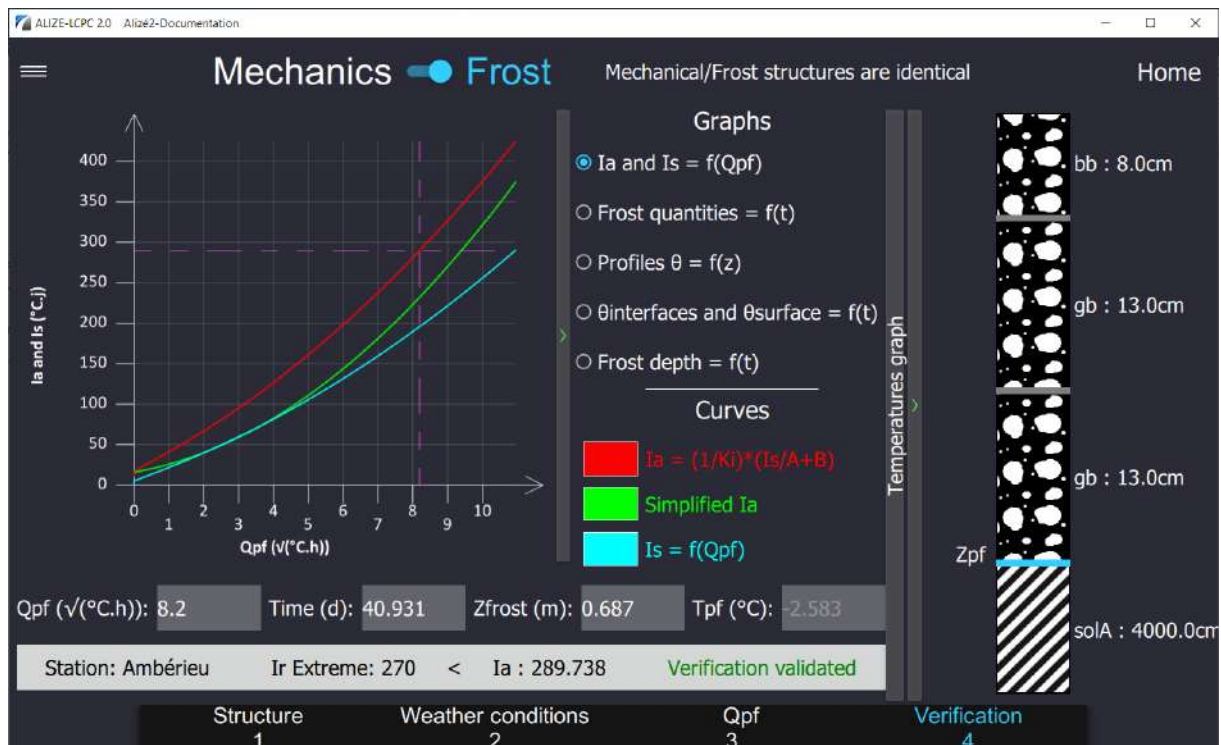 ALIZE-LCPC 2.0 Alizé2-Documentation
Mechanics Frost
Mechanical/Frost structures are identical
Home
400
350
300
250
200
150
100
50
0
Ia and Is (°C.j)
0 1 2 3 4 5 6 7 8 9 10
Qpf (√(°C.h))
Graphs
Ia and Is = f(Qpf)
Frost quantities = f(t)
Profiles θ = f(z)
θinterfaces and θsurface = f(t)
Frost depth = f(t)
Curves
Ia = (1/Ki)*(Is/A+B)
Simplified Ia
Is = f(Qpf)
Temperatures graph
bb : 8.0cm
gb : 13.0cm
gb : 13.0cm
Zpf
solA : 4000.0cm
Qpf (√(°C.h)): 8.2 Time (d): 40.931 Zfrost (m): 0.687 Tpf (°C): -2.583
Station: Ambérieu Ir Extreme: 270 < Ia : 289.738 Verification validated
Structure Weather conditions Qpf Verification
1 2 3 4